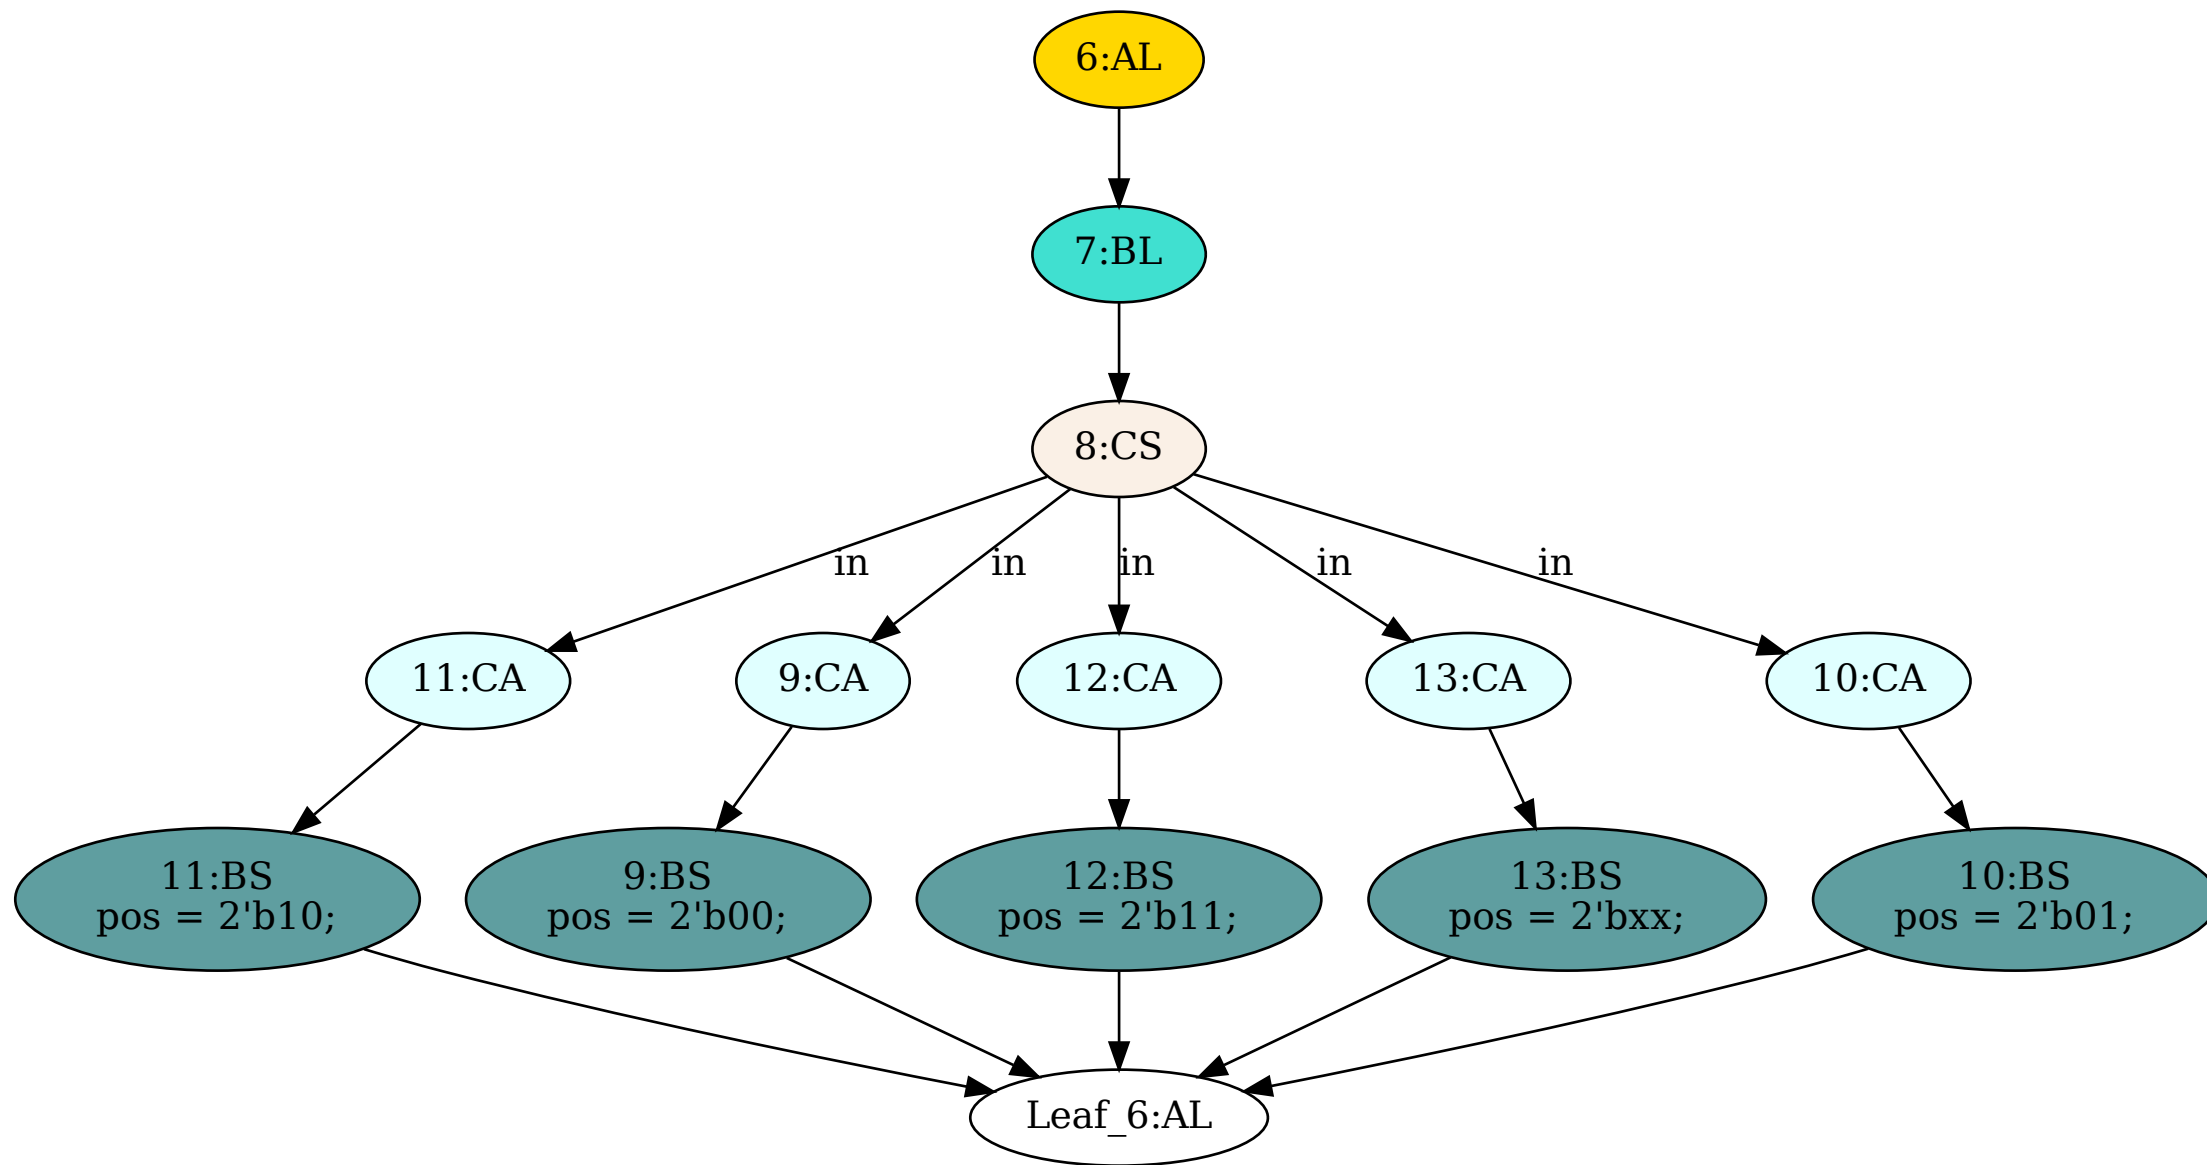 6:AL
7:BL
8:CS
in
in
in
in
in
11:CA
9:CA
12:CA
13:CA
10:CA
11:BS
pos = 2'b10;
9:BS
pos = 2'b00;
12:BS
pos = 2'b11;
13:BS
pos = 2'bxx;
10:BS
pos = 2'b01;
Leaf_6:AL